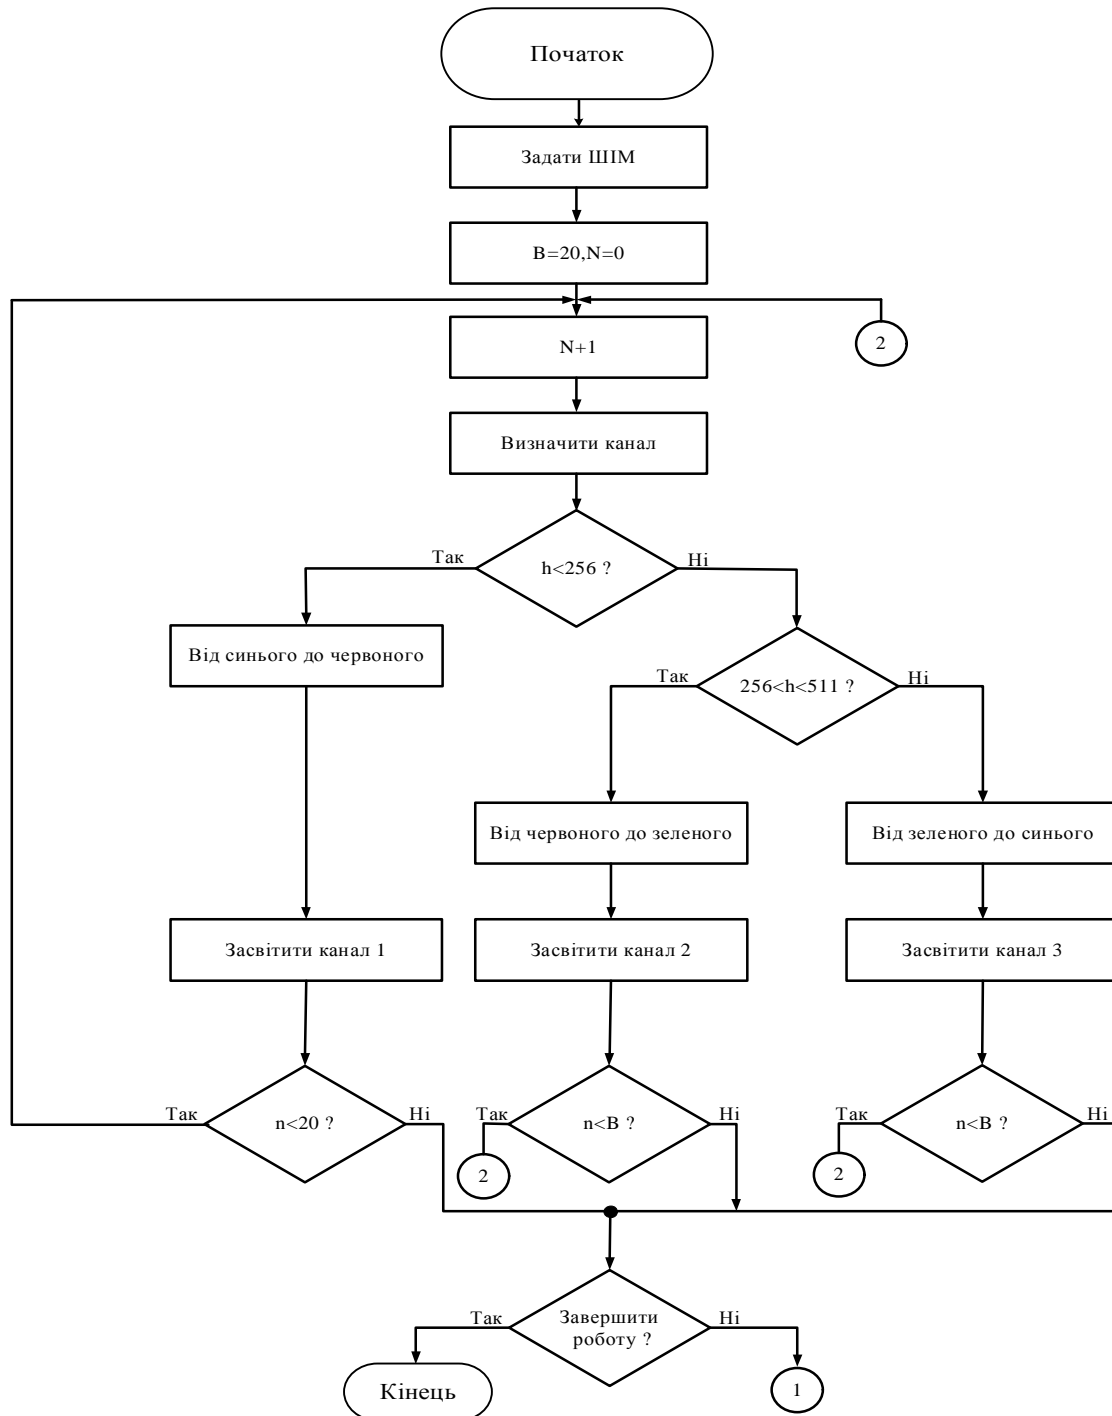 Початок
Задати ШІМ
B=20,N=0
2
N+1
Визначити канал
Так
h<256 ?
Ні
Від синього до червоного
Так
256<h<511 ?
Ні
Від червоного до зеленого
Від зеленого до синього
Засвітити канал 1
Засвітити канал 2
Засвітити канал 3
Так
n<20 ?
Ні
Так
n<B ?
Ні
Так
n<B ?
Ні
2
2
Так
Завершити
роботу ?
Ні
Кінець
1